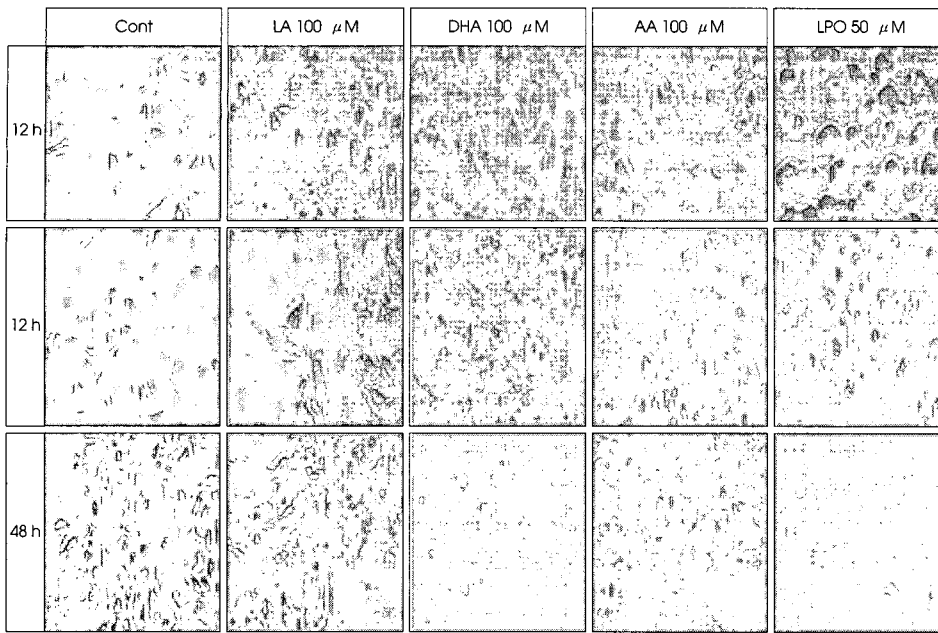 Cont LA 100 μM DHA 100 μM AA 100 μM LPO 50 μM
12 h
12 h
48 h